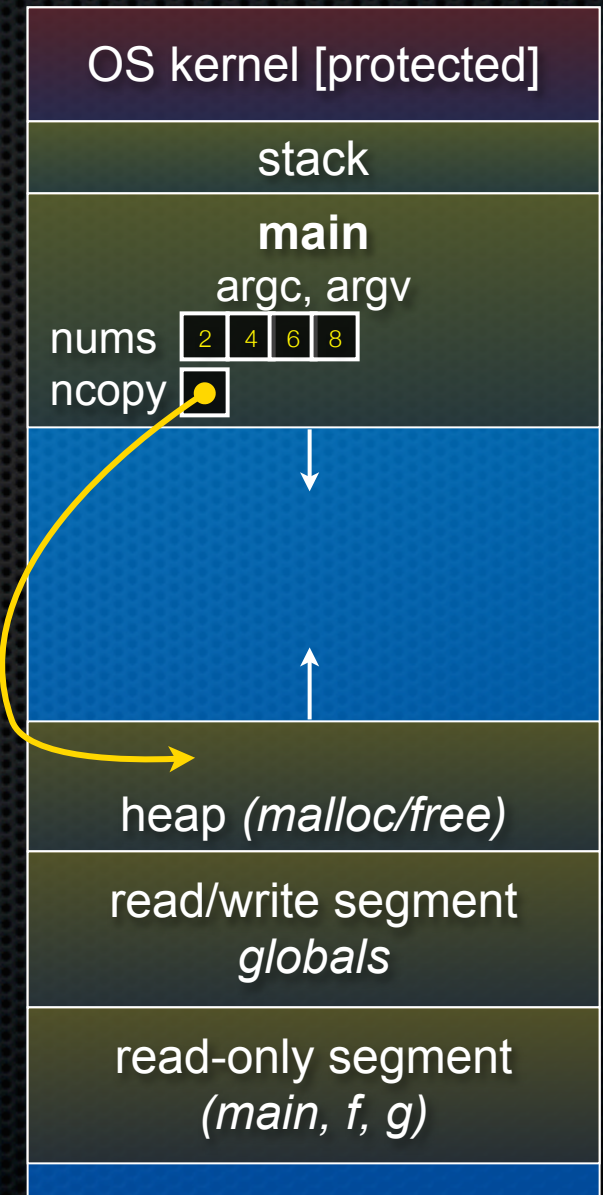 OS kernel [protected]
stack
main
argc, argv
nums 2 4 6 8
ncopy
heap (malloc/free)
read/write segment
globals
read-only segment
(main, f, g)